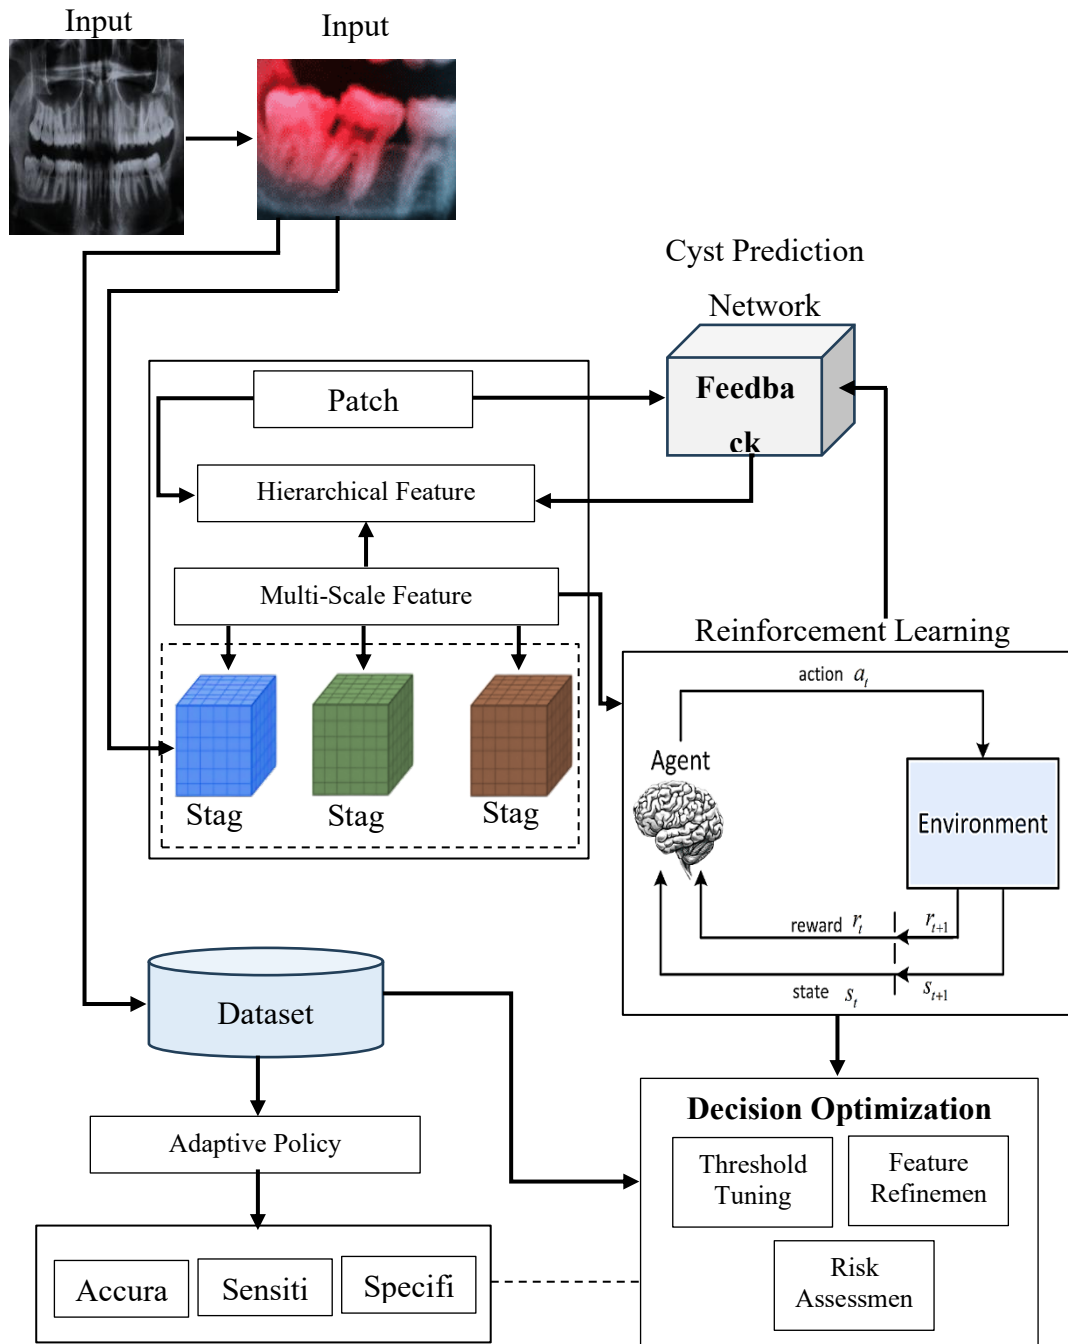 Input
Input
Cyst Prediction
Network
Feedba
ck
Patch
Hierarchical Feature
Multi-Scale Feature
Stag
Stag
Stag
Reinforcement Learning
action a_t
Agent
Environment
reward r_t
r_{t+1}
state s_t
s_{t+1}
Dataset
Adaptive Policy
Accura
Sensiti
Specifi
Decision Optimization
Threshold
Tuning
Feature
Refinemen
Risk
Assessmen